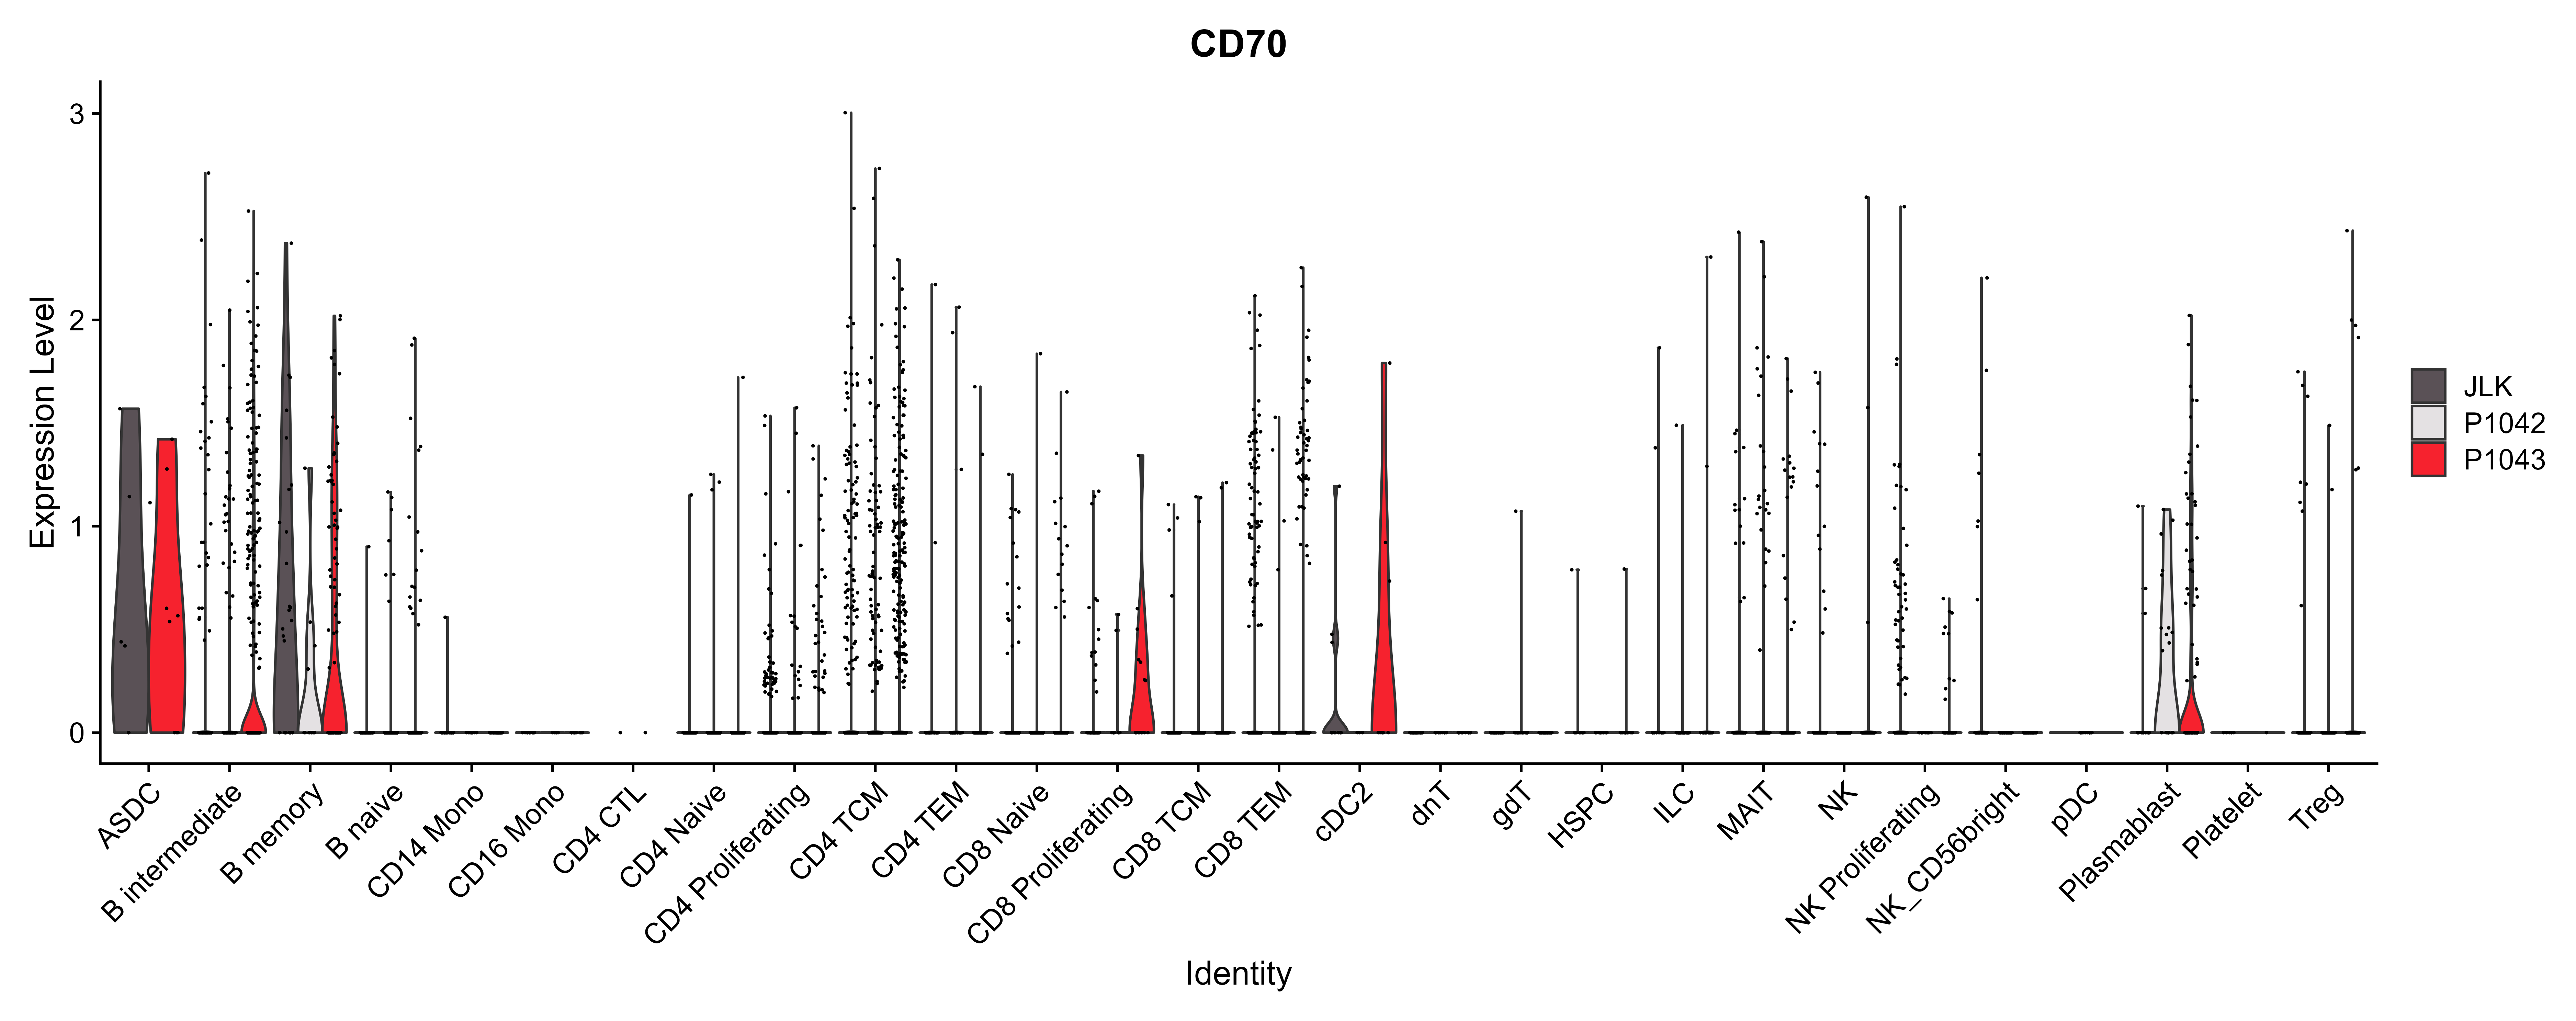 CD70
Expression Level
3
2
1
0
ASDC
B intermediate
B memory
B naive
CD14 Mono
CD16 Mono
CD4 CTL
CD4 Naive
CD4 Proliferating
CD4 TCM
CD4 TEM
CD8 Naive
CD8 Proliferating
CD8 TCM
CD8 TEM
cDC2
dnT
gdT
HSPC
ILC
MAIT
NK
NK Proliferating
NK_CD56bright
pDC
Plasmablast
Platelet
Treg
Identity
JLK
P1042
P1043